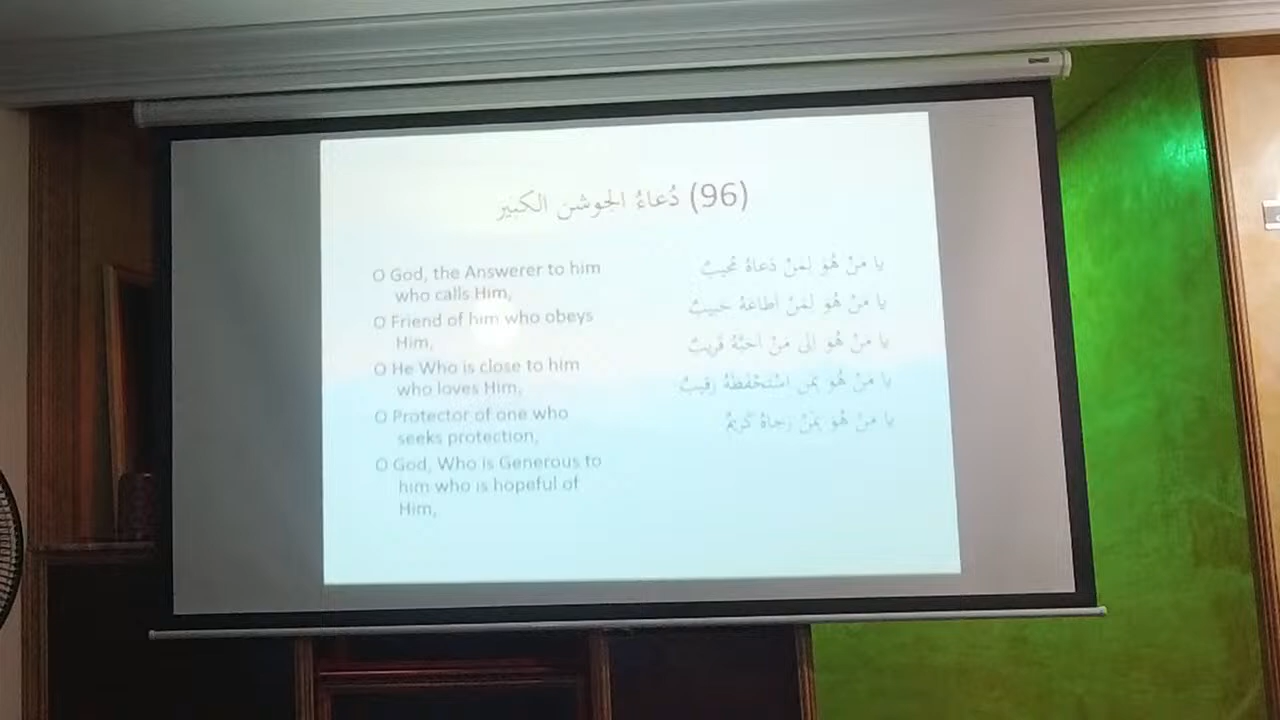 (96) دُعاءُ الجوشن الكبير
O God, the Answerer to him
who calls Him,
O Friend of him who obeys
Him,
O He Who is close to him
who loves Him,
O Protector of one who
seeks protection,
O God, Who is Generous to
him who is hopeful of
Him,
يا مَنْ هُوَ لِمَنْ دَعاهُ مُجيبٌ
يا مَنْ هُوَ لِمَنْ اَطاعَهُ حَبيبٌ
يا مَنْ هُوَ اِلى مَنْ اَحَبَّهُ قَريبٌ
يا مَنْ هُوَ بِمَنِ اسْتَحْفَظَهُ رَقيبٌ
يا مَنْ هُوَ بِمَنْ رَجاهُ كَريمٌ